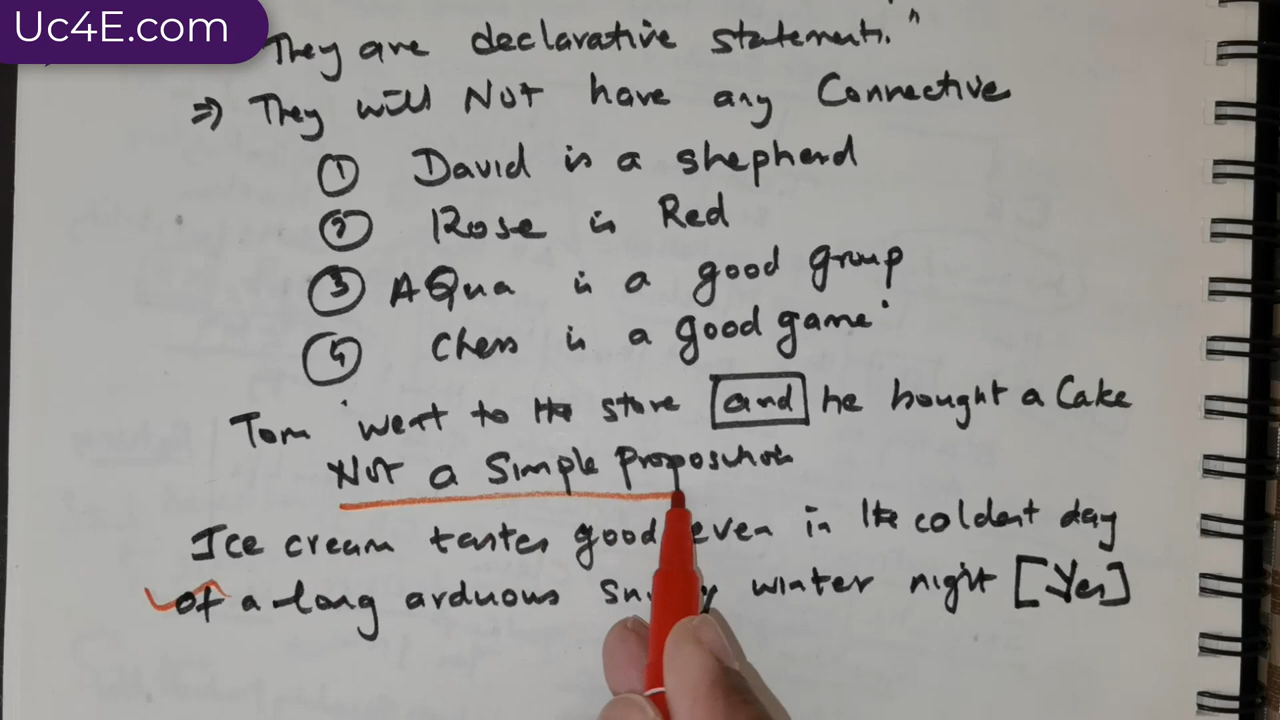 Uc4E.com
They are declarative statements."
⇒ They will NOT have any Connective
① David is a shepherd
② Rose is Red
③ AQua is a good group
④ Chess is a good game
Tom went to the store and he bought a Cake
Not a Simple Proposition
Ice cream tastes good even in the coldest day
of a long arduous winter night [Yes]